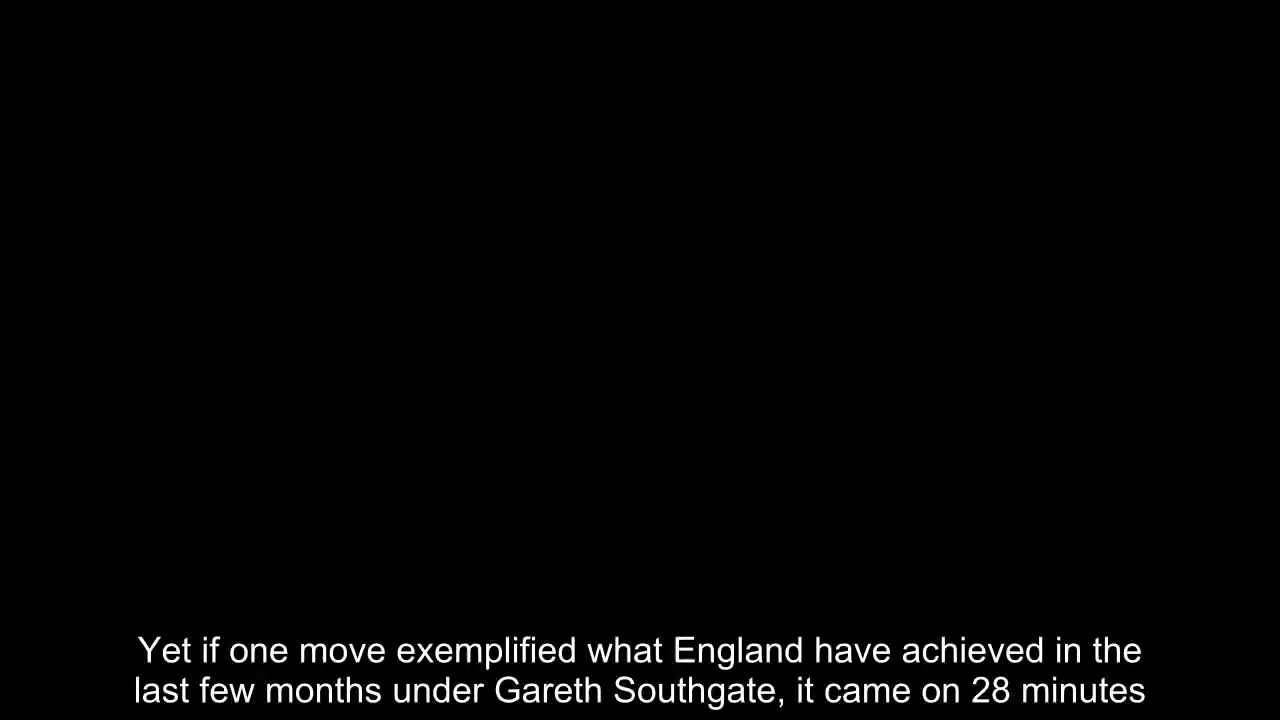 Yet if one move exemplified what England have achieved in the
last few months under Gareth Southgate, it came on 28 minutes